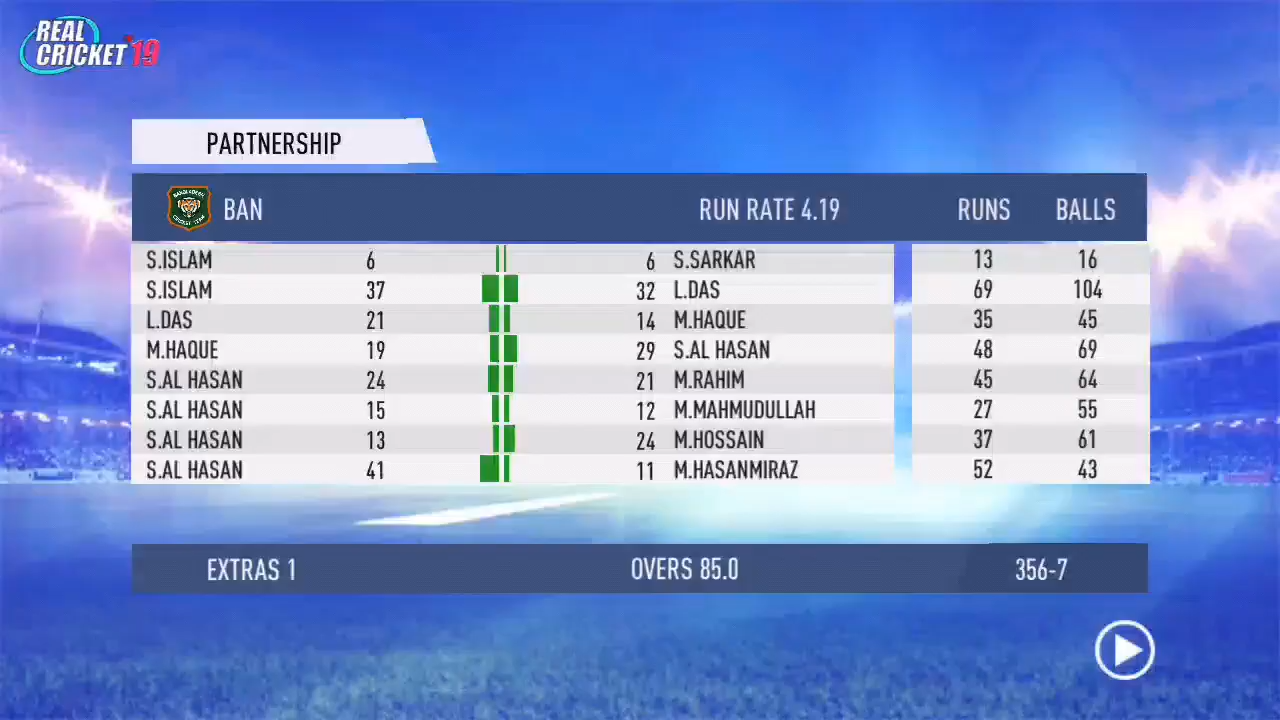 REAL
CRICKET '19
PARTNERSHIP
BAN RUN RATE 4.19 RUNS BALLS
S.ISLAM 6 6 S.SARKAR 13 16
S.ISLAM 37 32 L.DAS 69 104
L.DAS 21 14 M.HAQUE 35 45
M.HAQUE 19 29 S.AL HASAN 48 69
S.AL HASAN 24 21 M.RAHIM 45 64
S.AL HASAN 15 12 M.MAHMUDULLAH 27 55
S.AL HASAN 13 24 M.HOSSAIN 37 61
S.AL HASAN 41 11 M.HASANMIRAZ 52 43
EXTRAS 1 OVERS 85.0 356-7